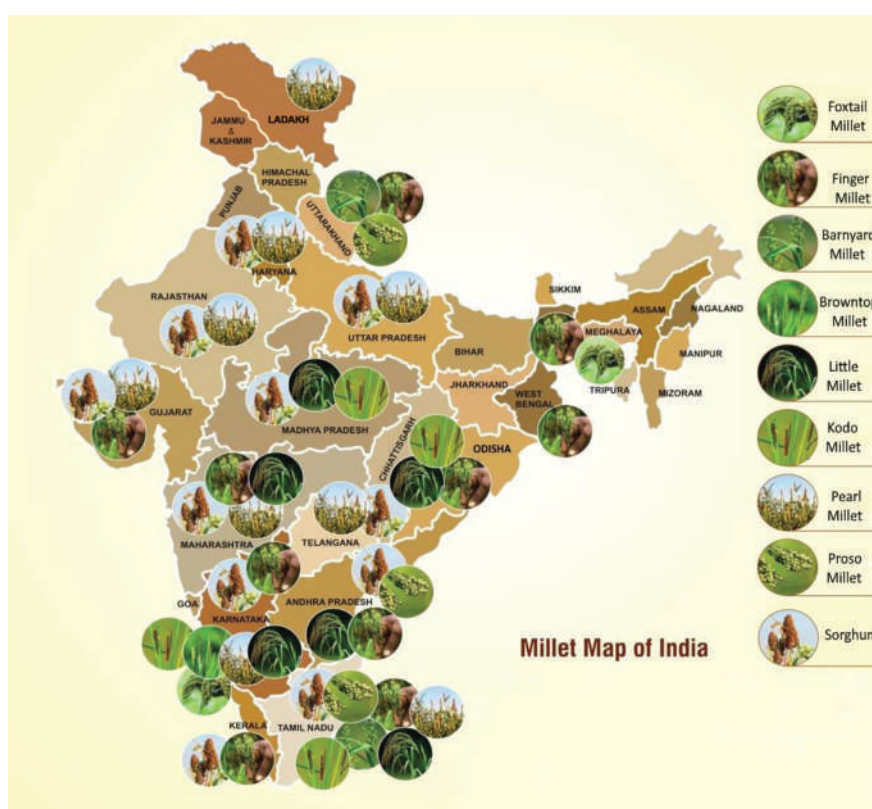 LADAKH
JAMMU
&
KASHMIR
HIMACHAL
PRADESH
PUNJAB
UTTARAKHAND
HARYANA
RAJASTHAN
UTTAR PRADESH
SIKKIM
ASSAM
NAGALAND
MEGHALAYA
BIHAR
MANIPUR
JHARKHAND
TRIPURA
MIZORAM
WEST
BENGAL
GUJARAT
MADHYA PRADESH
CHHATTISGARH
ODISHA
MAHARASHTRA
TELANGANA
GOA
KARNATAKA
ANDHRA PRADESH
KERALA
TAMIL NADU
Millet Map of India
Foxtail
Millet
Finger
Millet
Barnyard
Millet
Browntop
Millet
Little
Millet
Kodo
Millet
Pearl
Millet
Proso
Millet
Sorghum